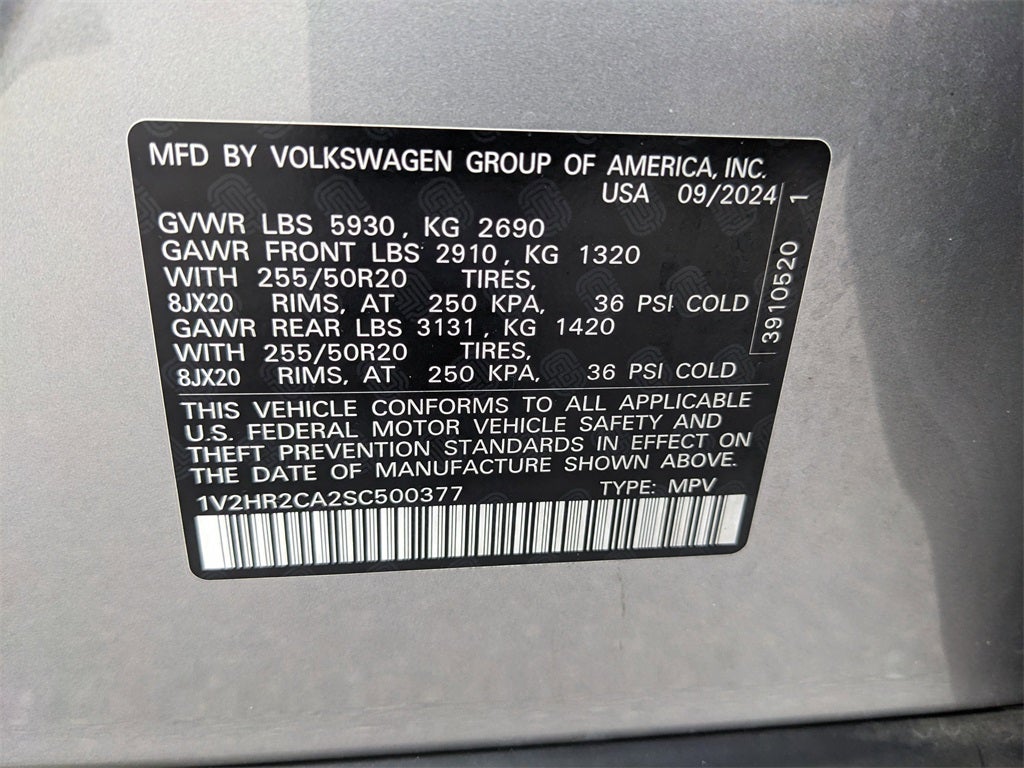 MFD BY VOLKSWAGEN GROUP OF AMERICA, INC.
USA 09/2024
GVWR LBS 5930, KG 2690
GAWR FRONT LBS 2910, KG 1320
WITH 255/50R20 TIRES,
8JX20 RIMS, AT 250 KPA, 36 PSI COLD
GAWR REAR LBS 3131, KG 1420
WITH 255/50R20 TIRES,
8JX20 RIMS, AT 250 KPA, 36 PSI COLD
3910520 1
THIS VEHICLE CONFORMS TO ALL APPLICABLE
U.S. FEDERAL MOTOR VEHICLE SAFETY AND
THEFT PREVENTION STANDARDS IN EFFECT ON
THE DATE OF MANUFACTURE SHOWN ABOVE.
1V2HR2CA2SC500377 TYPE: MPV